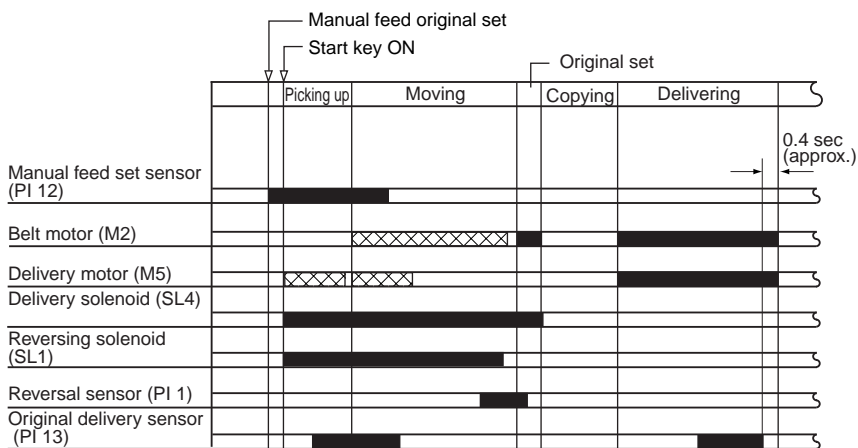 Manual feed original set
Start key ON
Original set
Picking up
Moving
Copying
Delivering
0.4 sec
(approx.)
Manual feed set sensor
(PI 12)
Belt motor (M2)
Delivery motor (M5)
Delivery solenoid (SL4)
Reversing solenoid
(SL1)
Reversal sensor (PI 1)
Original delivery sensor
(PI 13)